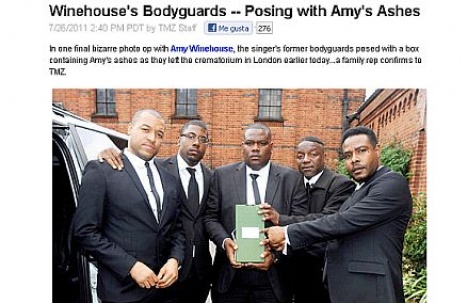 Winehouse's Bodyguards -- Posing with Amy's Ashes
7/26/2011 2:40 PM PDT by TMZ Staff f Me gusta 276
In one final bizarre photo op with Amy Winehouse, the singer's former bodyguards posed with a box
containing Amy's ashes as they left the crematorium in London earlier today...a family rep confirms to
TMZ.